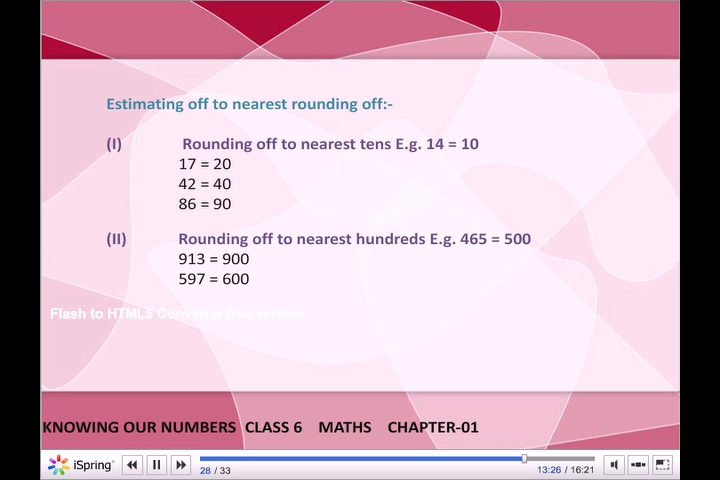 Estimating off to nearest rounding off:-
(I) Rounding off to nearest tens E.g. 14 = 10
17 = 20
42 = 40
86 = 90
(II) Rounding off to nearest hundreds E.g. 465 = 500
913 = 900
597 = 600
Flash to HTML5 Converter free version
KNOWING OUR NUMBERS CLASS 6 MATHS CHAPTER-01
iSpring
28 / 33
13:26 / 16:21